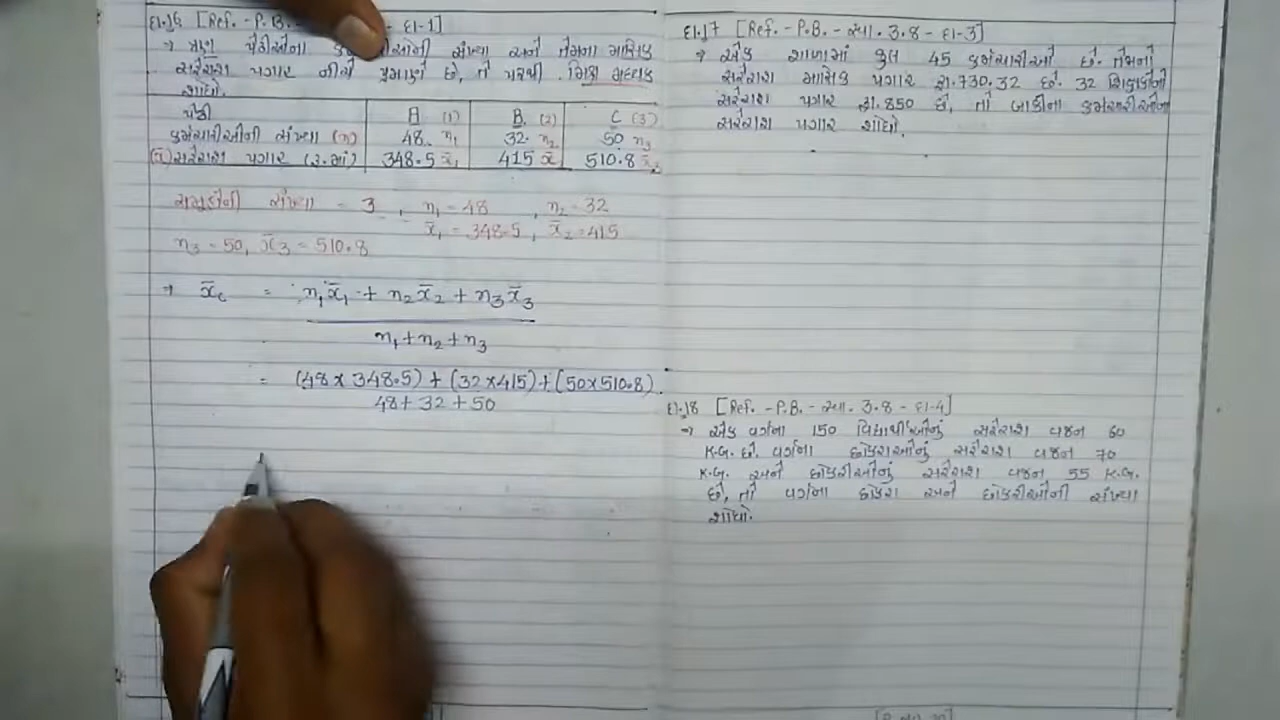 દા.16 [Ref. - P.B. - દા-1]
→ ત્રણ પેઢીઓના સંખ્યા અને તેમના માસિક
સરેરાશ પગાર નીચે પ્રમાણે છે, તે પરથી મિશ્ર મધ્યક
શોધો.
પેઢી A (1) B (2) C (3)
કર્મચારીઓની સંખ્યા (n) 48 n₁ 32 n₂ 50 n₃
(x̄) સરેરાશ પગાર (રૂ.માં) 348.5 x̄₁ 415 x̄ 510.8 x̄₃
સમૂહોની સંખ્યા = 3 , n₁ = 48 , n₂ = 32
x̄₁ = 348.5 , x̄₂ = 415
n₃ = 50, x̄₃ = 510.8
→ x̄c = n₁x̄₁ + n₂x̄₂ + n₃x̄₃
n₁ + n₂ + n₃
= (48 × 348.5) + (32 × 415) + (50 × 510.8)
48 + 32 + 50
દા.17 [Ref. - P.B. - સ્વા. 3.8 - દા-3]
→ એક શાળામાં કુલ 45 કર્મચારીઓ છે. તેમનો
સરેરાશ માસિક પગાર રૂા.730.32 છે. 32 શિક્ષકોનો
સરેરાશ પગાર રૂા.850 છે, તો બાકીના કર્મચારીઓનો
સરેરાશ પગાર શોધો.
દા.18 [Ref. - P.B. - સ્વા. 3.8 - દા-4]
→ એક વર્ગના 150 વિદ્યાર્થીઓનું સરેરાશ વજન 60
K.G. છે, વર્ગના છોકરાઓનું સરેરાશ વજન 70
K.G. અને છોકરીઓનું સરેરાશ વજન 55 K.G.
છે, તો વર્ગના છોકરા અને છોકરીઓની સંખ્યા
શોધો.